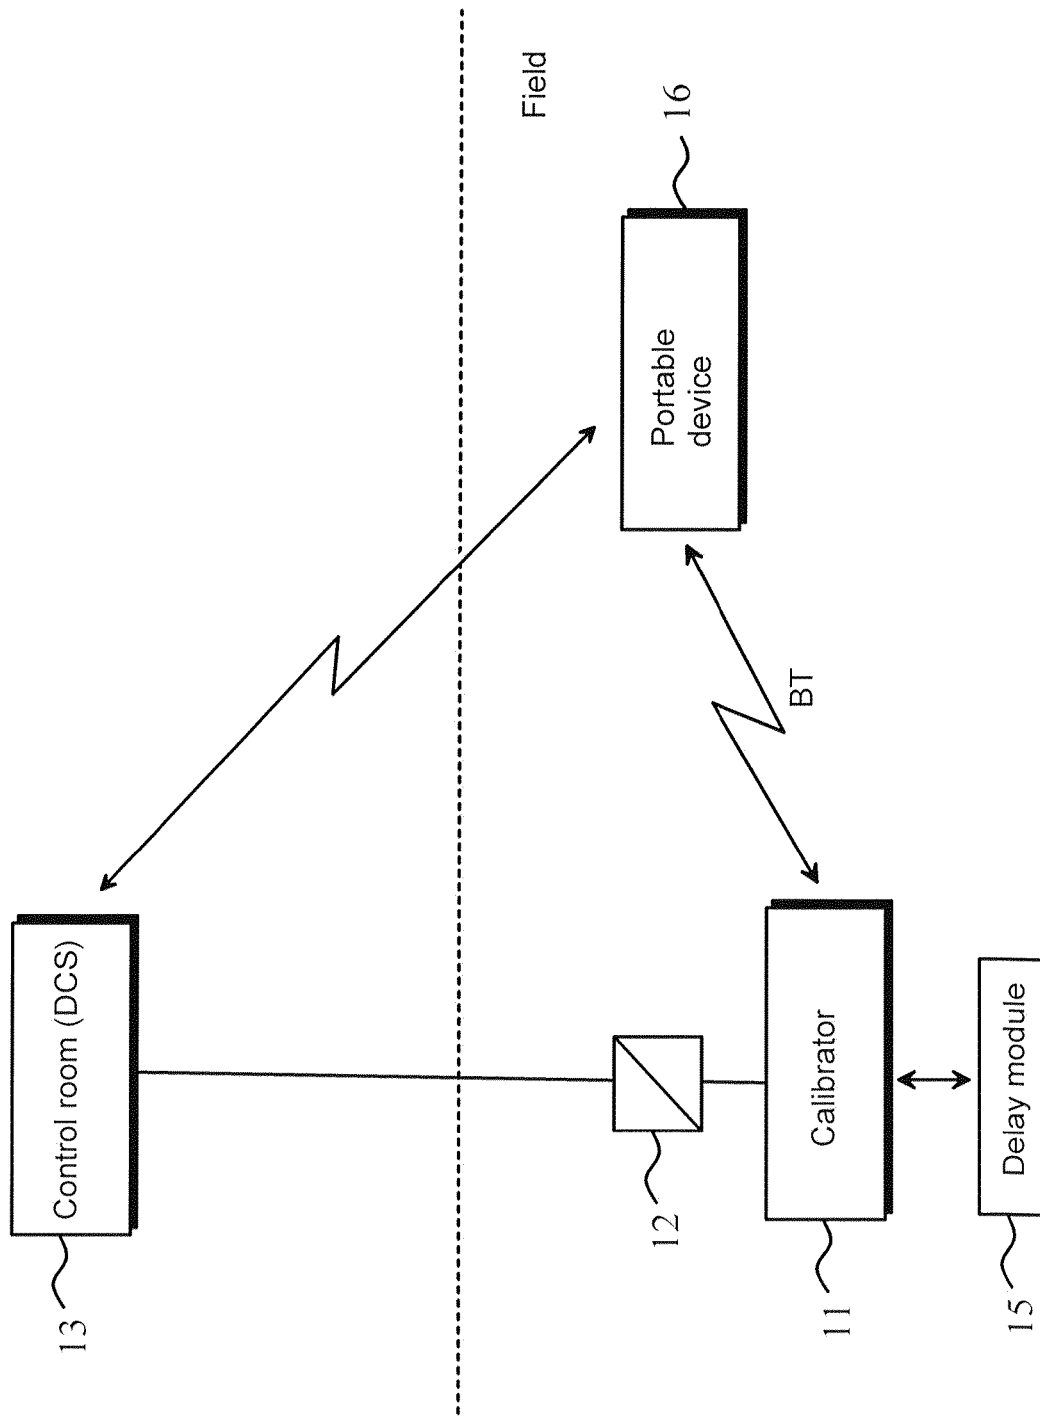 13
Control room (DCS)
Field
12
16
Portable
device
BT
11
Calibrator
15
Delay module